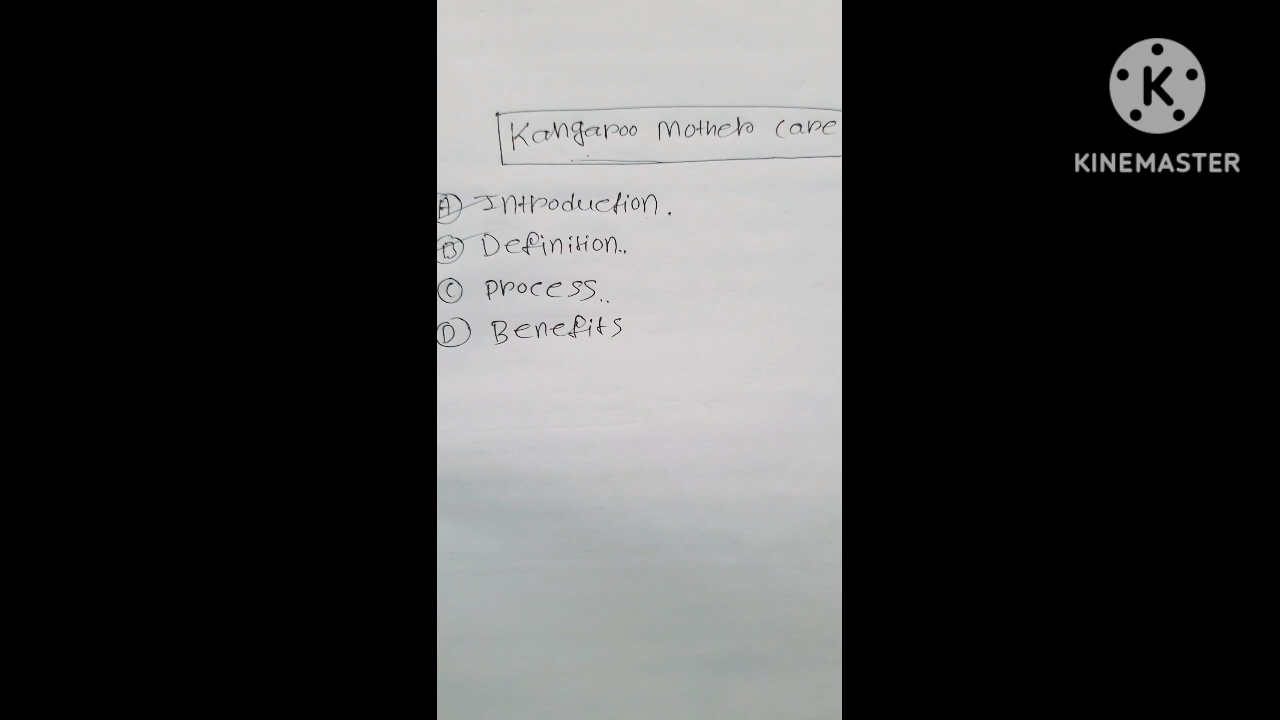 Kangaroo Mother Care
A Introduction.
B Definition..
C Process..
D Benefits
K
KINEMASTER